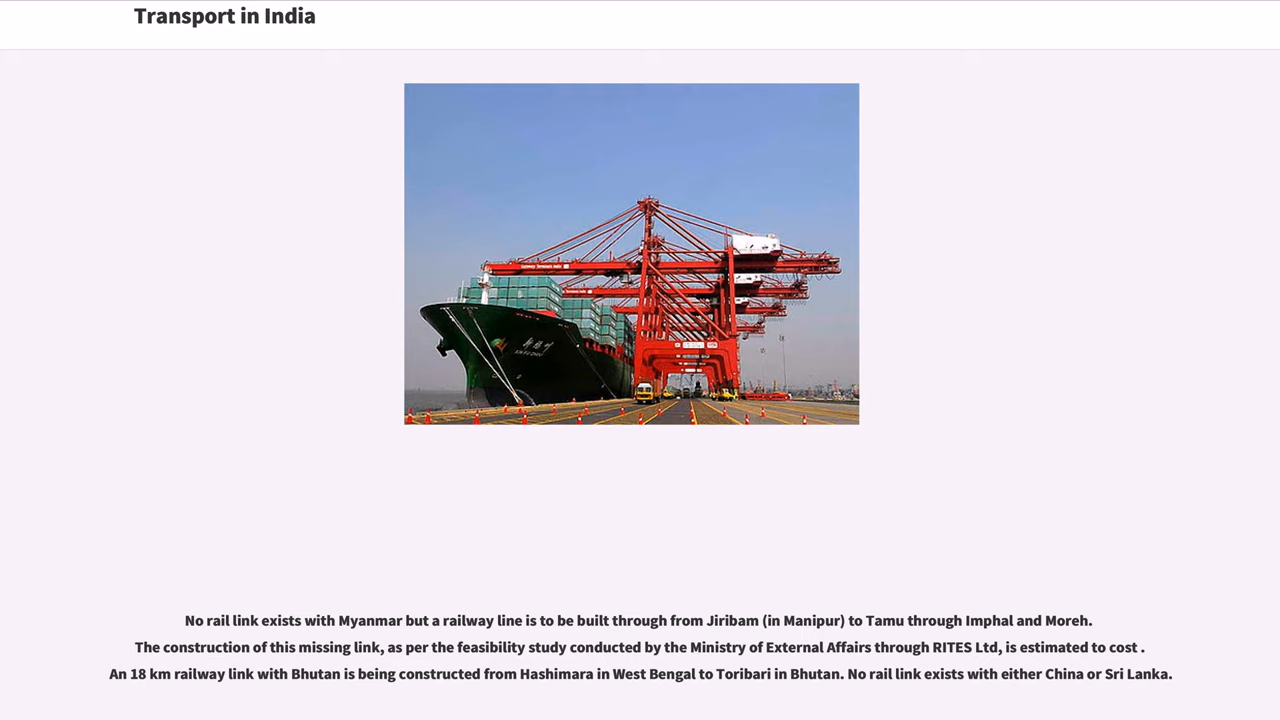 Transport in India
No rail link exists with Myanmar but a railway line is to be built through from Jiribam (in Manipur) to Tamu through Imphal and Moreh.
The construction of this missing link, as per the feasibility study conducted by the Ministry of External Affairs through RITES Ltd, is estimated to cost .
An 18 km railway link with Bhutan is being constructed from Hashimara in West Bengal to Toribari in Bhutan. No rail link exists with either China or Sri Lanka.